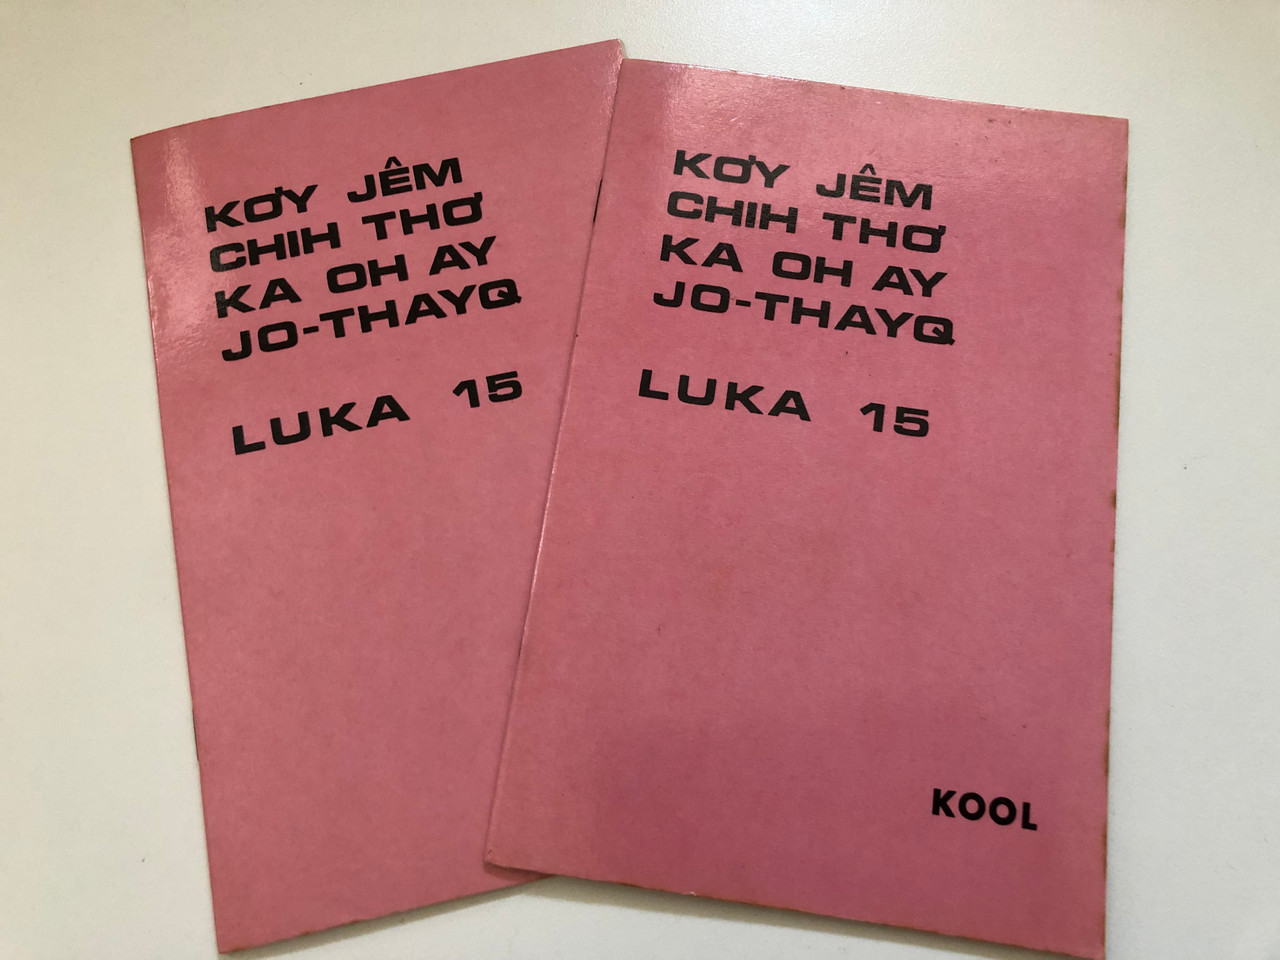 KƠY JÊM
CHIH THƠ
KA OH AY
JO-THAYQ
LUKA 15
KƠY JÊM
CHIH THƠ
KA OH AY
JO-THAYQ
LUKA 15
KOOL